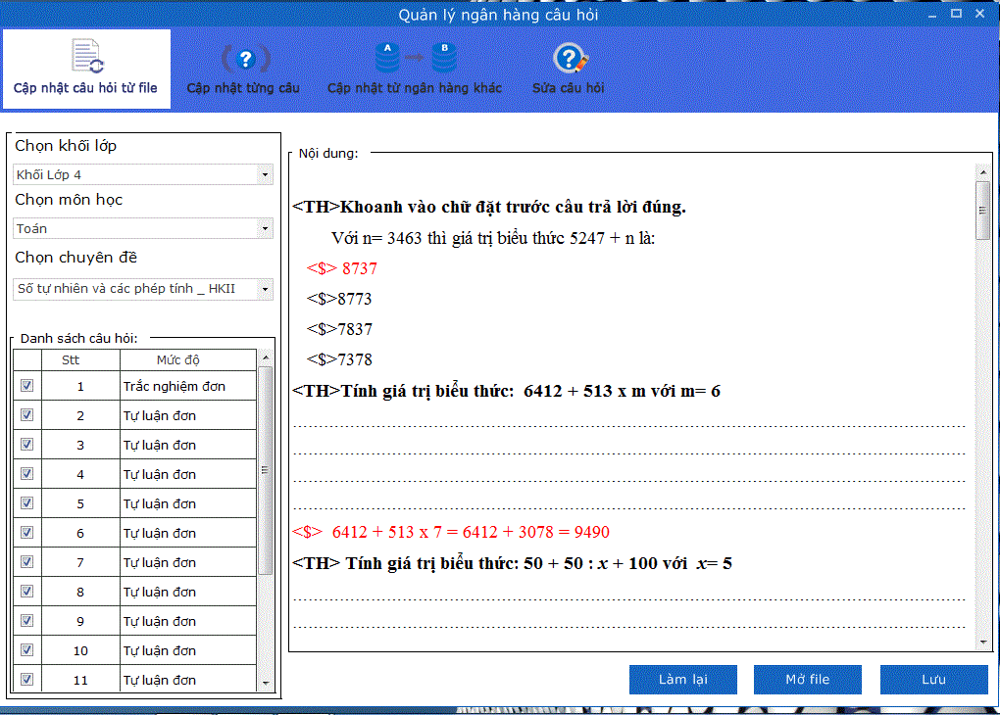 Quản lý ngân hàng câu hỏi
Cập nhật câu hỏi từ file
Cập nhật từng câu
A
B
Cập nhật từ ngân hàng khác
Sửa câu hỏi
Chọn khối lớp
Khối Lớp 4
Chọn môn học
Toán
Chọn chuyên đề
Số tự nhiên và các phép tính _ HKII
Danh sách câu hỏi:
Stt Mức độ
1 Trắc nghiệm đơn
2 Tự luận đơn
3 Tự luận đơn
4 Tự luận đơn
5 Tự luận đơn
6 Tự luận đơn
7 Tự luận đơn
8 Tự luận đơn
9 Tự luận đơn
10 Tự luận đơn
11 Tự luận đơn
Nội dung:
<TH>Khoanh vào chữ đặt trước câu trả lời đúng.
Với n= 3463 thì giá trị biểu thức 5247 + n là:
<$> 8737
<$>8773
<$>7837
<$>7378
<TH>Tính giá trị biểu thức: 6412 + 513 x m với m= 6
<$> 6412 + 513 x 7 = 6412 + 3078 = 9490
<TH> Tính giá trị biểu thức: 50 + 50 : x + 100 với x= 5
Làm lại
Mở file
Lưu